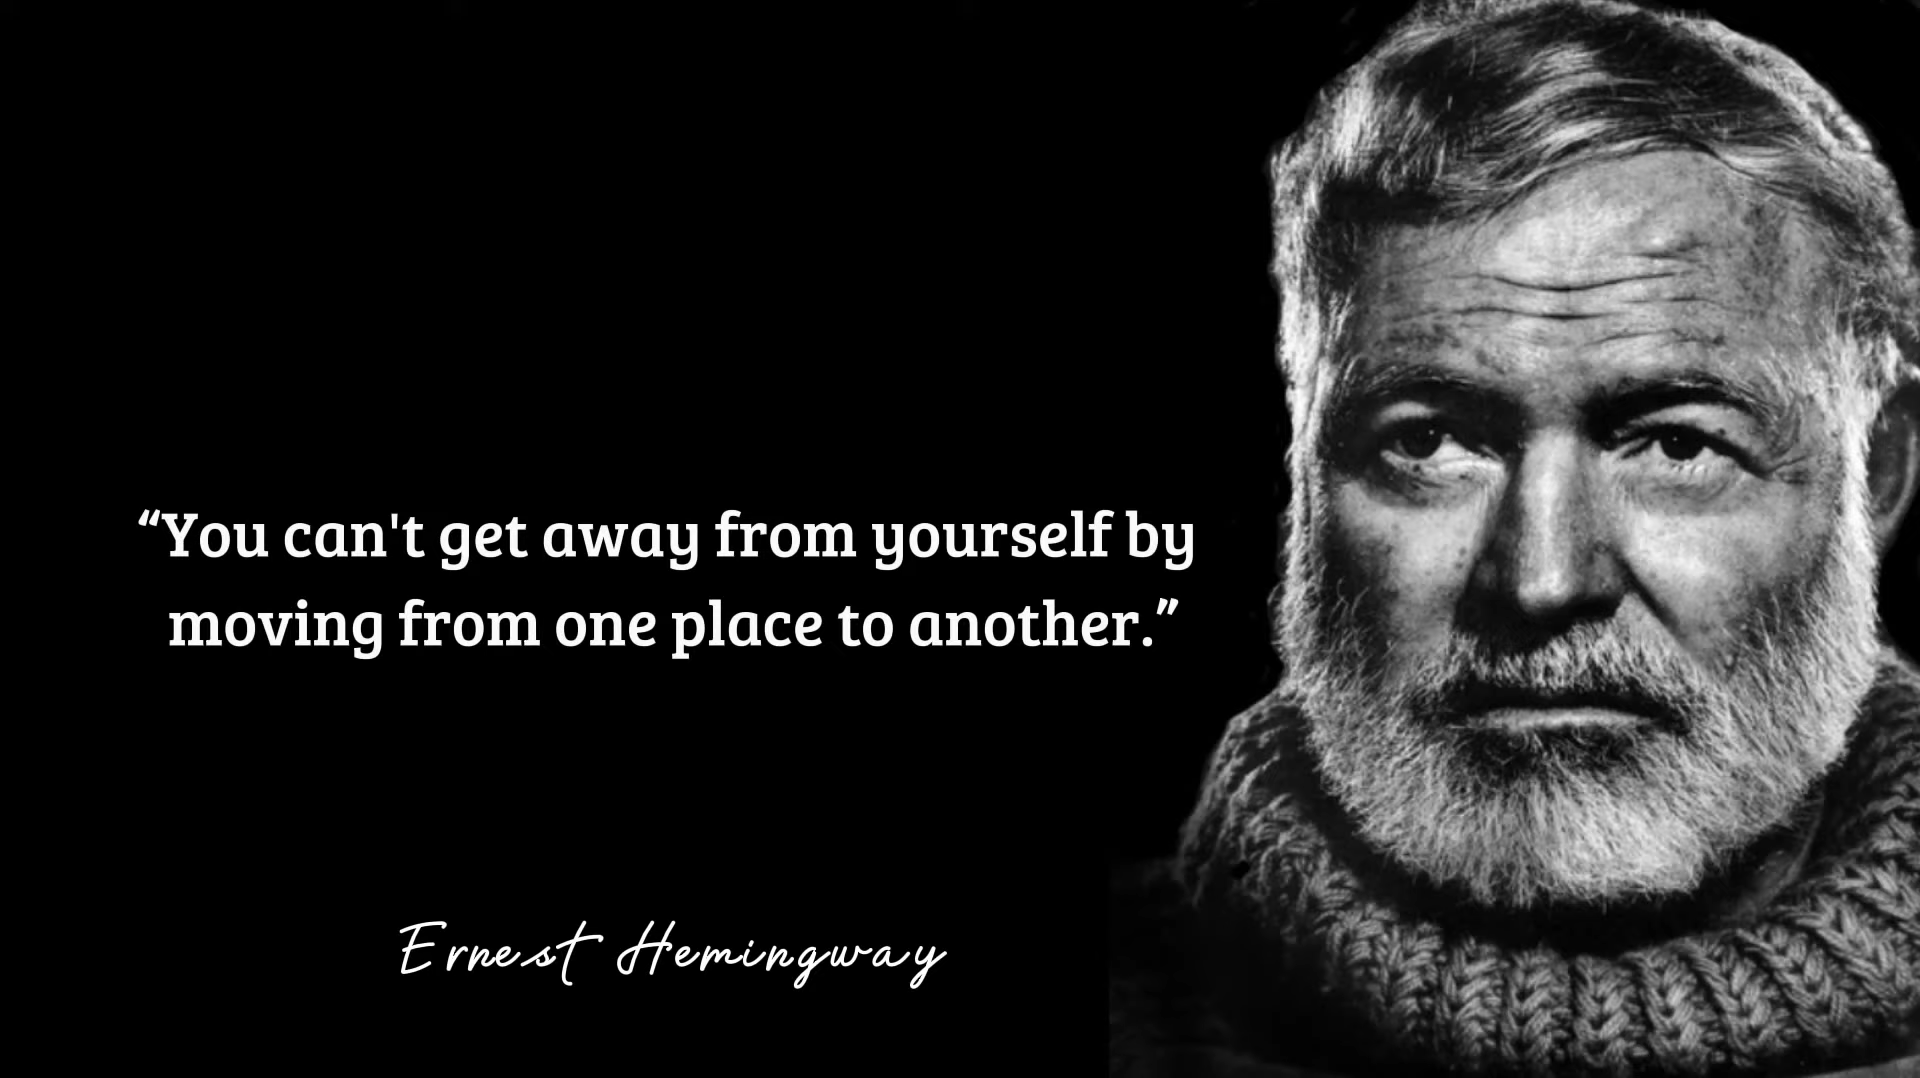 “You can't get away from yourself by
moving from one place to another.”
Ernest Hemingway